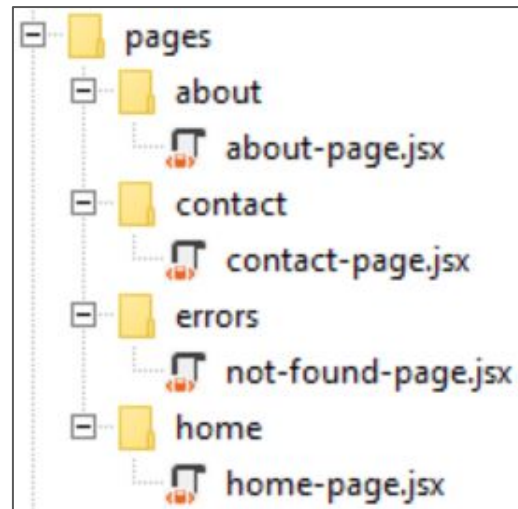 pages
about
about-page.jsx
contact
contact-page.jsx
errors
not-found-page.jsx
home
home-page.jsx